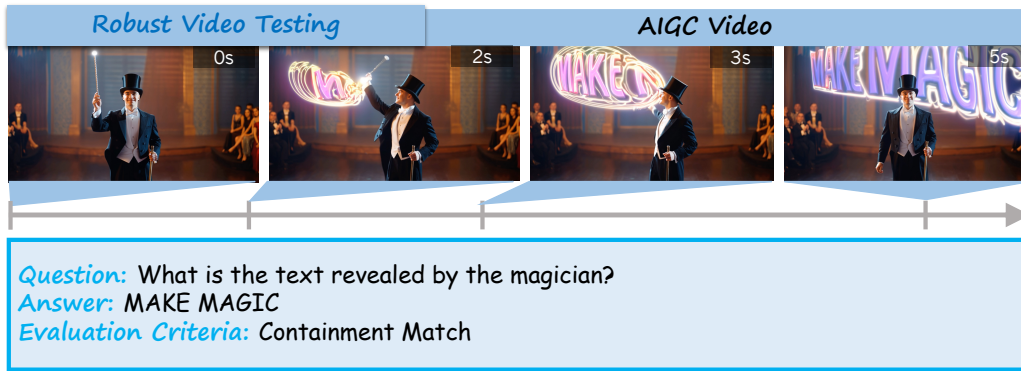 Robust Video Testing
AIGC Video
0s
2s
3s
5s
M
MAKE M
MAKE MAGIC
Question: What is the text revealed by the magician?
Answer: MAKE MAGIC
Evaluation Criteria: Containment Match